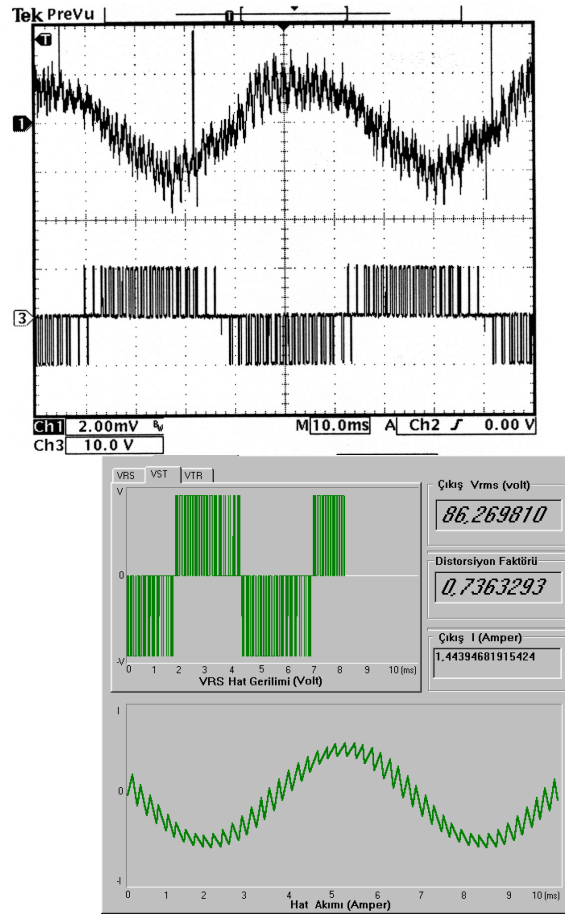 Tek PreVu
T
1
3
Ch1 2.00mV M 10.0ms A Ch2 0.00 V
Ch3 10.0 V
VRS VST VTR
V
0
-V
0 1 2 3 4 5 6 7 8 9 10 (ms)
VRS Hat Gerilimi (Volt)
Çıkış Vrms (volt)
86,269810
Distorsiyon Faktörü
0,7363293
Çıkış I (Amper)
1,44394681915424
I
0
-I
0 1 2 3 4 5 6 7 8 9 10 (ms)
Hat Akımı (Amper)